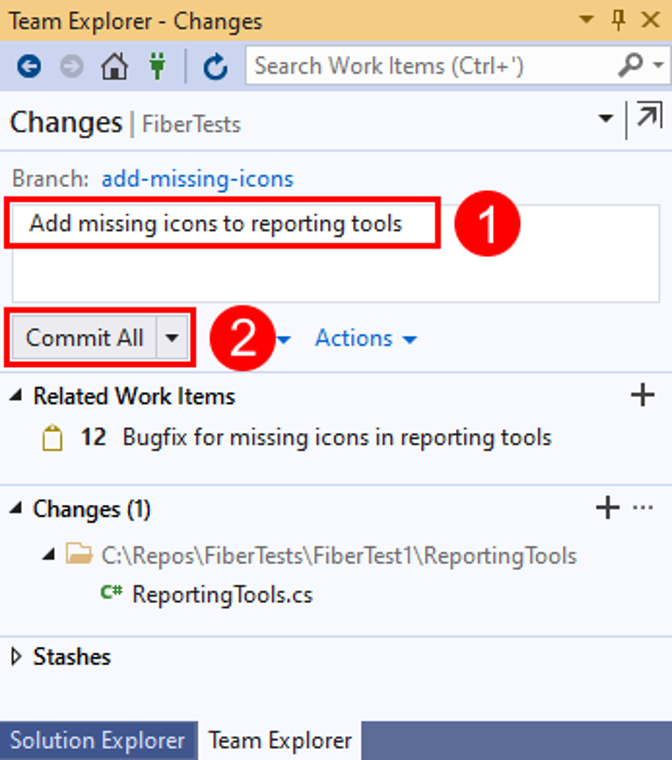 Team Explorer - Changes
Search Work Items (Ctrl+')
Changes | FiberTests
Branch: add-missing-icons
Add missing icons to reporting tools
1
Commit All
2
Actions
Related Work Items
12 Bugfix for missing icons in reporting tools
Changes (1)
C:\Repos\FiberTests\FiberTest1\ReportingTools
C# ReportingTools.cs
Stashes
Solution Explorer
Team Explorer